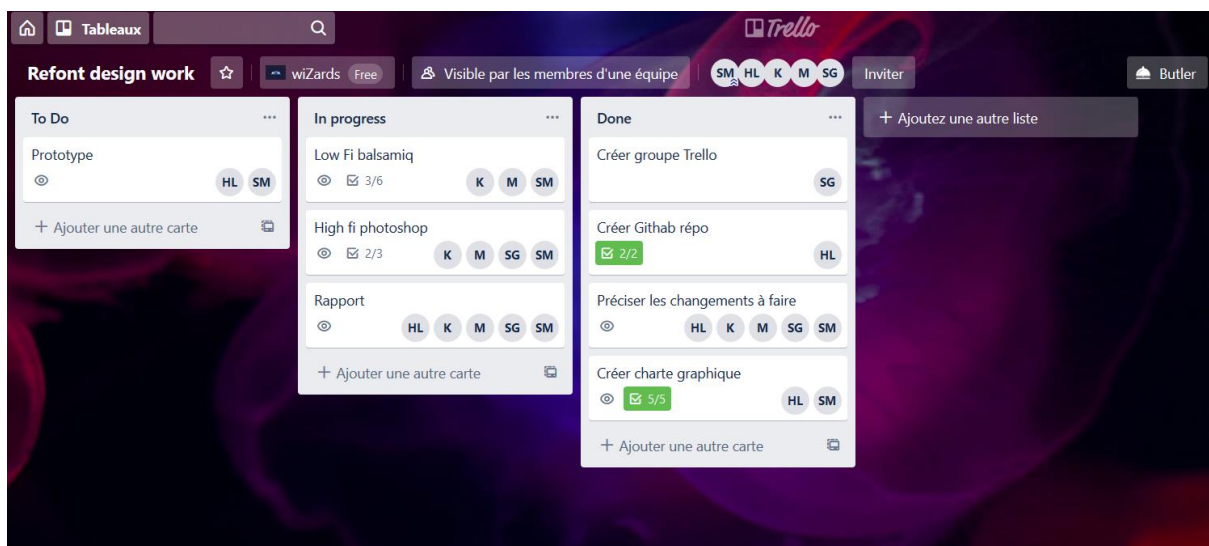 Tableaux
Trello
Refont design work
wiZards Free
Visible par les membres d'une équipe
SM HL K M SG
Inviter
Butler
To Do
Prototype
HL SM
+ Ajouter une autre carte
In progress
Low Fi balsamiq
3/6
K M SM
High fi photoshop
2/3
K M SG SM
Rapport
HL K M SG SM
+ Ajouter une autre carte
Done
Créer groupe Trello
SG
Créer Githab répo
2/2
HL
Préciser les changements à faire
HL K M SG SM
Créer charte graphique
5/5
HL SM
+ Ajouter une autre carte
+ Ajoutez une autre liste